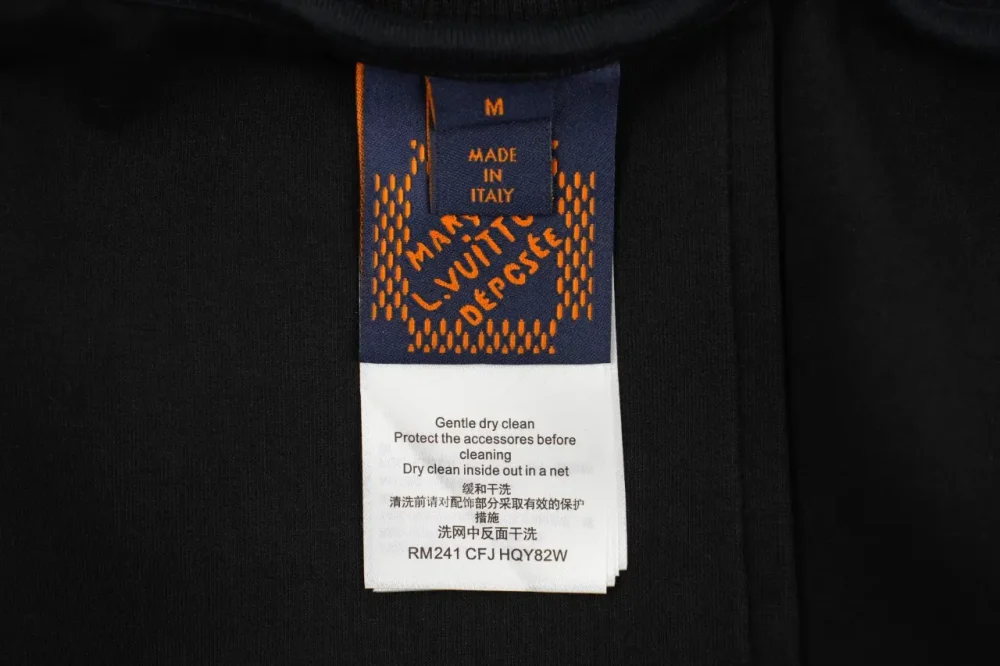 M
MADE
IN
ITALY
L.VUITTO
DÉPOSÉE
Gentle dry clean
Protect the accessores before
cleaning
Dry clean inside out in a net
缓和干洗
清洗前请对配饰部分采取有效的保护
措施
洗网中反面干洗
RM241 CFJ HQY82W